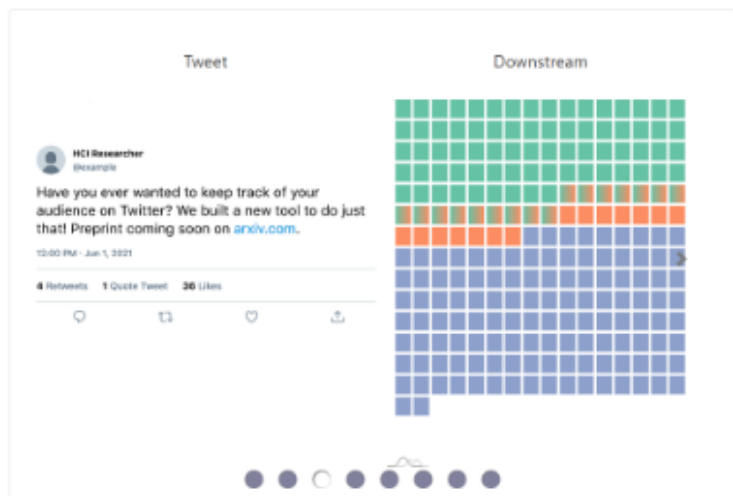 Tweet
Downstream
HCI Researcher
@example
Have you ever wanted to keep track of your
audience on Twitter? We built a new tool to do just
that! Preprint coming soon on arxiv.com.
12:00 PM · Jun 1, 2021
4 Retweets 1 Quote Tweet 36 Likes